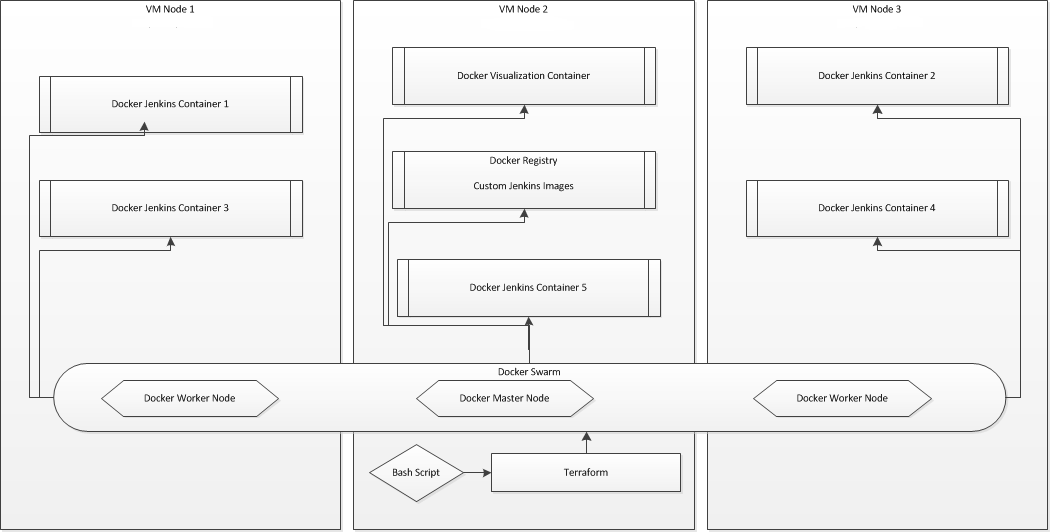 VM Node 1
Docker Jenkins Container 1
Docker Jenkins Container 3
VM Node 2
Docker Visualization Container
Docker Registry
Custom Jenkins Images
Docker Jenkins Container 5
VM Node 3
Docker Jenkins Container 2
Docker Jenkins Container 4
Docker Swarm
Docker Worker Node
Docker Master Node
Docker Worker Node
Bash Script
Terraform